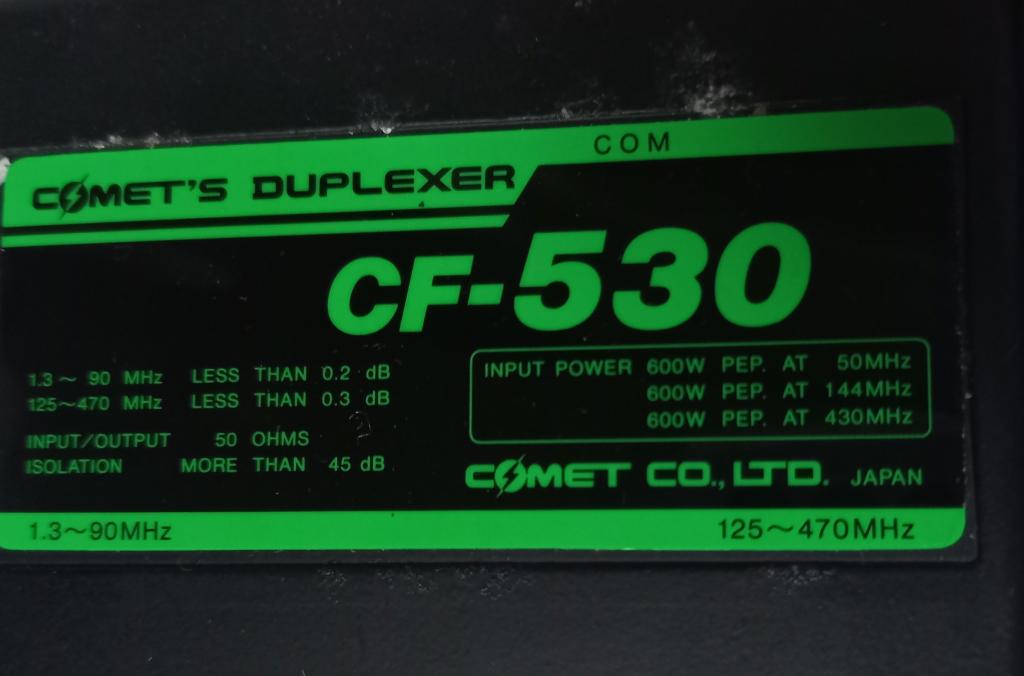 COM
COMET'S DUPLEXER
CF-530
1.3～ 90 MHz LESS THAN 0.2 dB
125～470 MHz LESS THAN 0.3 dB
INPUT/OUTPUT 50 OHMS
ISOLATION MORE THAN 45 dB
INPUT POWER 600W PEP. AT 50MHz
600W PEP. AT 144MHz
600W PEP. AT 430MHz
COMET CO., LTD. JAPAN
1.3～90MHz
125～470MHz